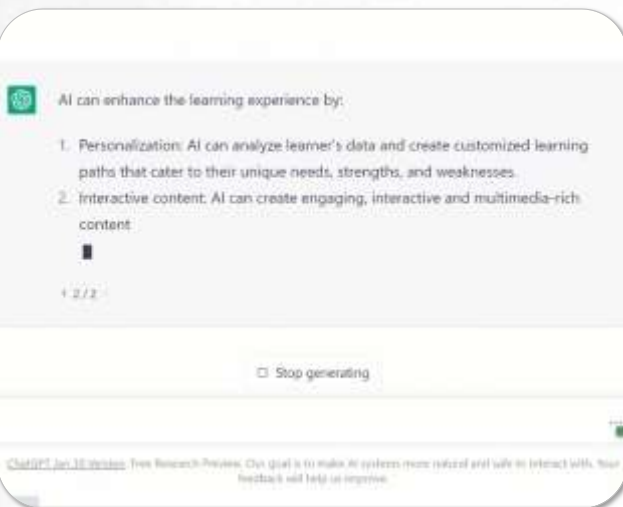 AI can enhance the learning experience by:
1. Personalization: AI can analyze learner's data and create customized learning
paths that cater to their unique needs, strengths, and weaknesses.
2. Interactive content: AI can create engaging, interactive and multimedia-rich
content
< 2 / 2
Stop generating
ChatGPT Jan 30 Version. Free Research Preview. Our goal is to make AI systems more natural and safe to interact with. Your
feedback will help us improve.